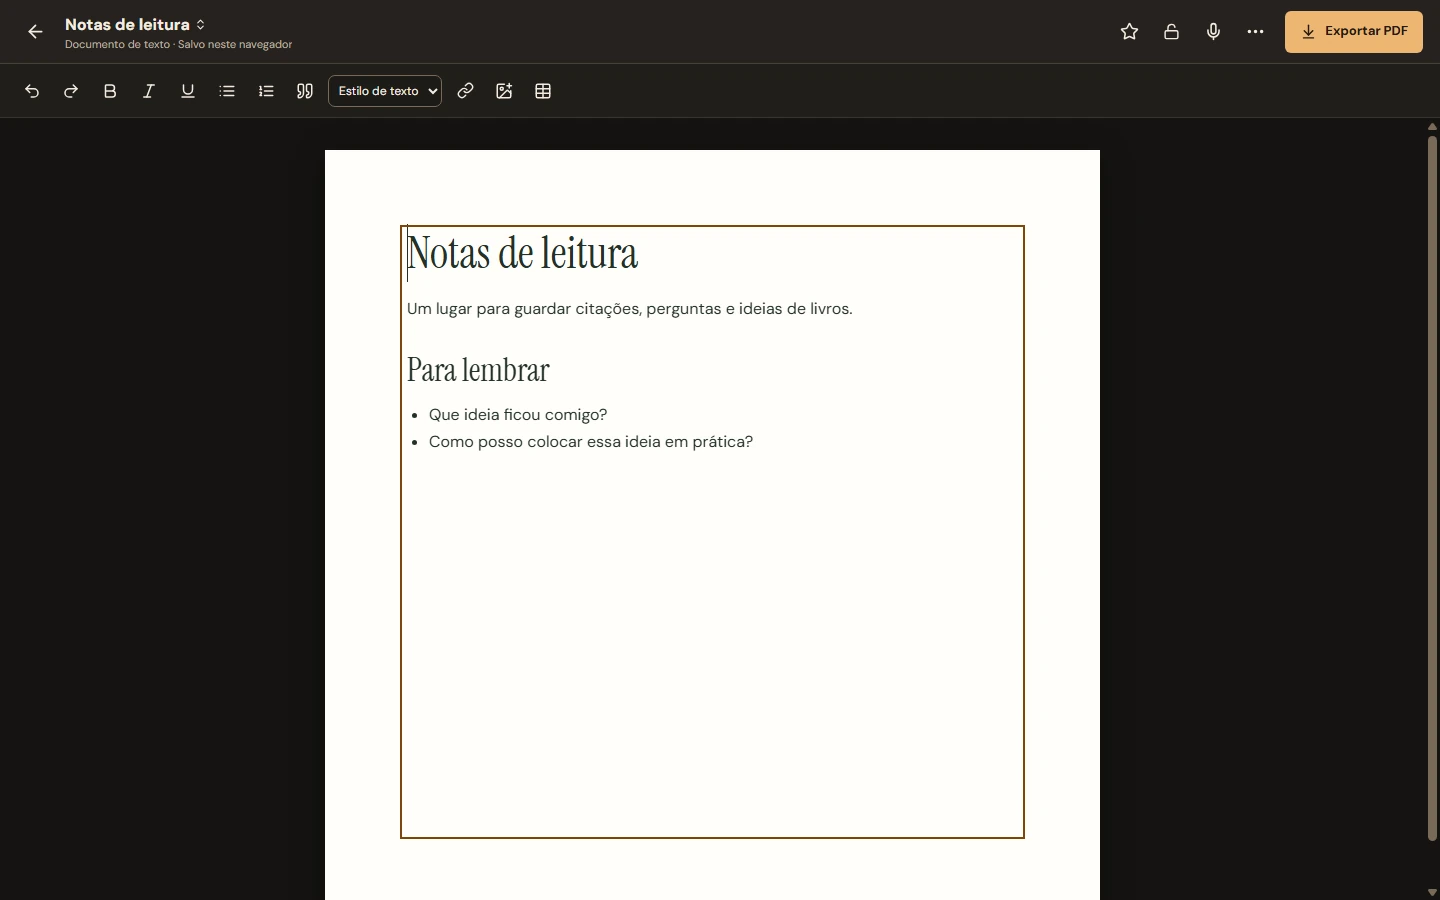 Notas de leitura
Documento de texto · Salvo neste navegador
Exportar PDF
Estilo de texto
Notas de leitura
Um lugar para guardar citações, perguntas e ideias de livros.
Para lembrar
• Que ideia ficou comigo?
• Como posso colocar essa ideia em prática?